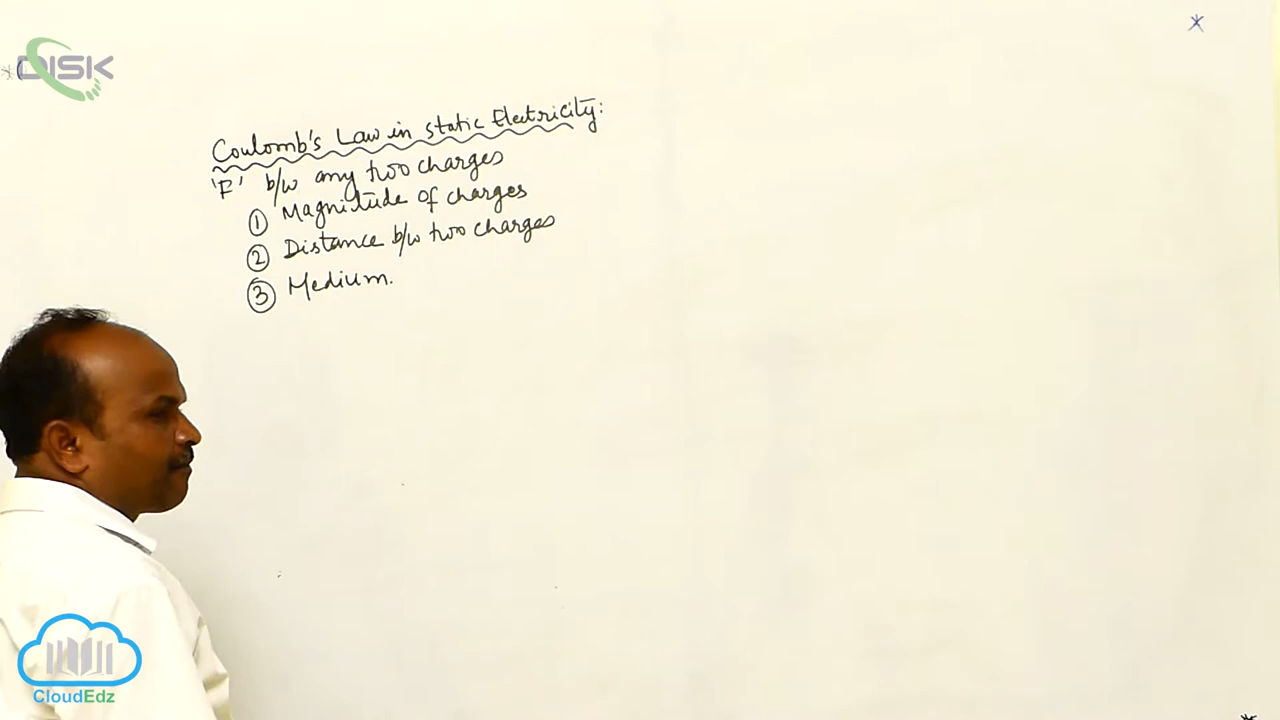 DISK
Coulomb's Law in static Electricity:
'F' b/w any two charges
① Magnitude of charges
② Distance b/w two charges
③ Medium.
CloudEdz